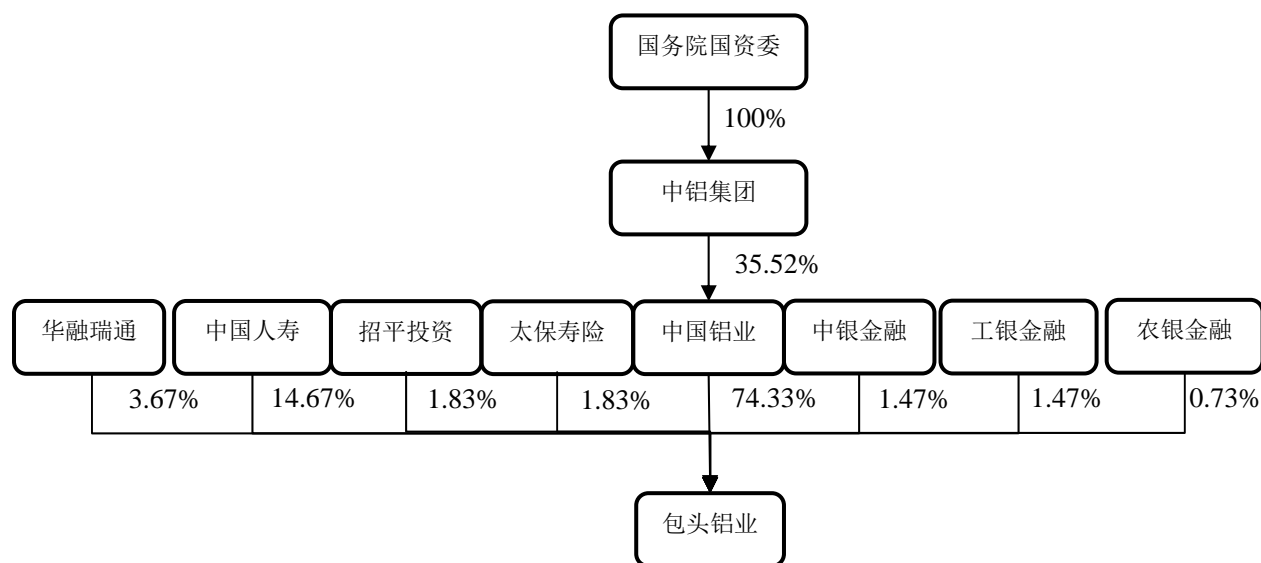 国务院国资委
100%
中铝集团
35.52%
华融瑞通 中国人寿 招平投资 太保寿险 中国铝业 中银金融 工银金融 农银金融
3.67% 14.67% 1.83% 1.83% 74.33% 1.47% 1.47% 0.73%
包头铝业